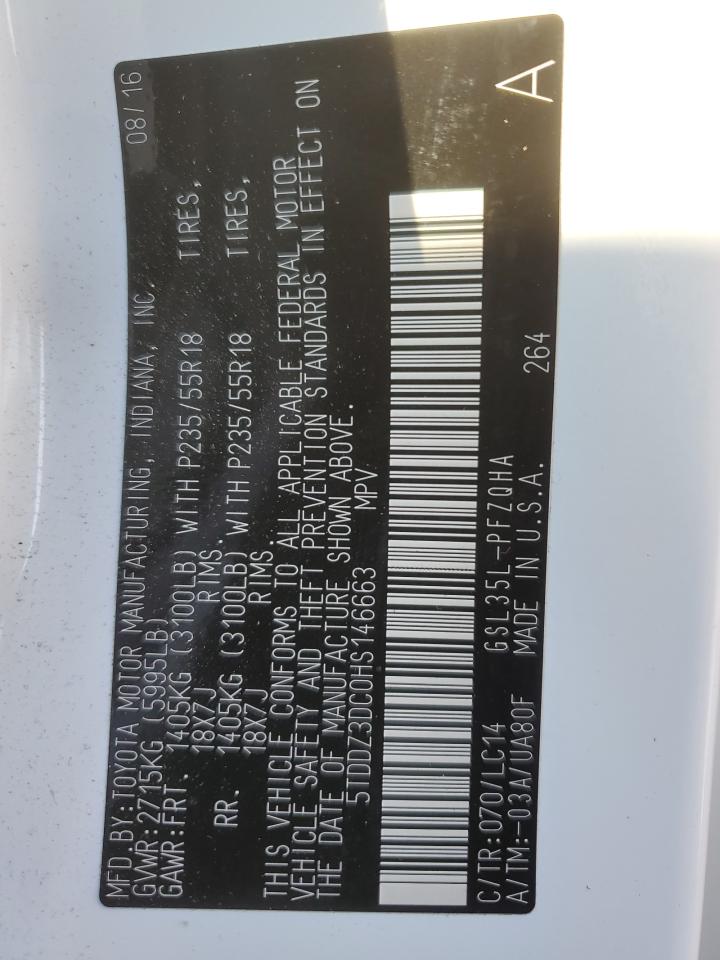 MFD.BY:TOYOTA MOTOR MANUFACTURING, INDIANA, INC. 08/16
GVWR:2715KG (5995LB)
GAWR:FRT. 1405KG (3100LB) WITH P235/55R18 TIRES,
18X7J RIMS.
RR. 1405KG (3100LB) WITH P235/55R18 TIRES,
18X7J RIMS.
THIS VEHICLE CONFORMS TO ALL APPLICABLE FEDERAL MOTOR
VEHICLE SAFETY AND THEFT PREVENTION STANDARDS IN EFFECT ON
THE DATE OF MANUFACTURE SHOWN ABOVE.
5TDDZ3DC0HS146663 MPV
C/TR:070/LC14 GSL35L-PFZQHA
A/TM:-03A/UA80F MADE IN U.S.A. 264 A